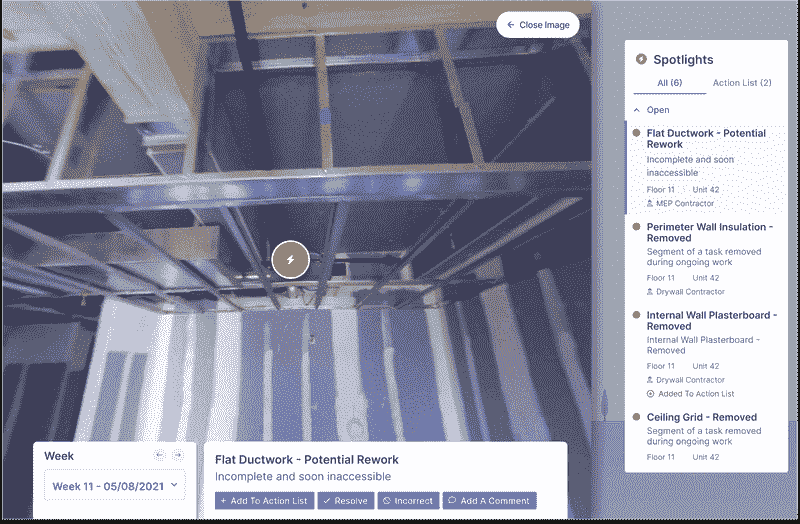 Close Image
Spotlights
All (6)
Action List (2)
Open
Flat Ductwork - Potential
Rework
Incomplete and soon
inaccessible
Floor 11 Unit 42
MEP Contractor
Perimeter Wall Insulation -
Removed
Segment of a task removed
during ongoing work
Floor 11 Unit 42
Drywall Contractor
Internal Wall Plasterboard -
Removed
Internal Wall Plasterboard -
Removed
Floor 11 Unit 42
Drywall Contractor
Added To Action List
Ceiling Grid - Removed
Segment of a task removed
during ongoing work
Floor 11 Unit 42
Week
Week 11 - 05/08/2021
Flat Ductwork - Potential Rework
Incomplete and soon inaccessible
+ Add To Action List
Resolve
Incorrect
Add A Comment